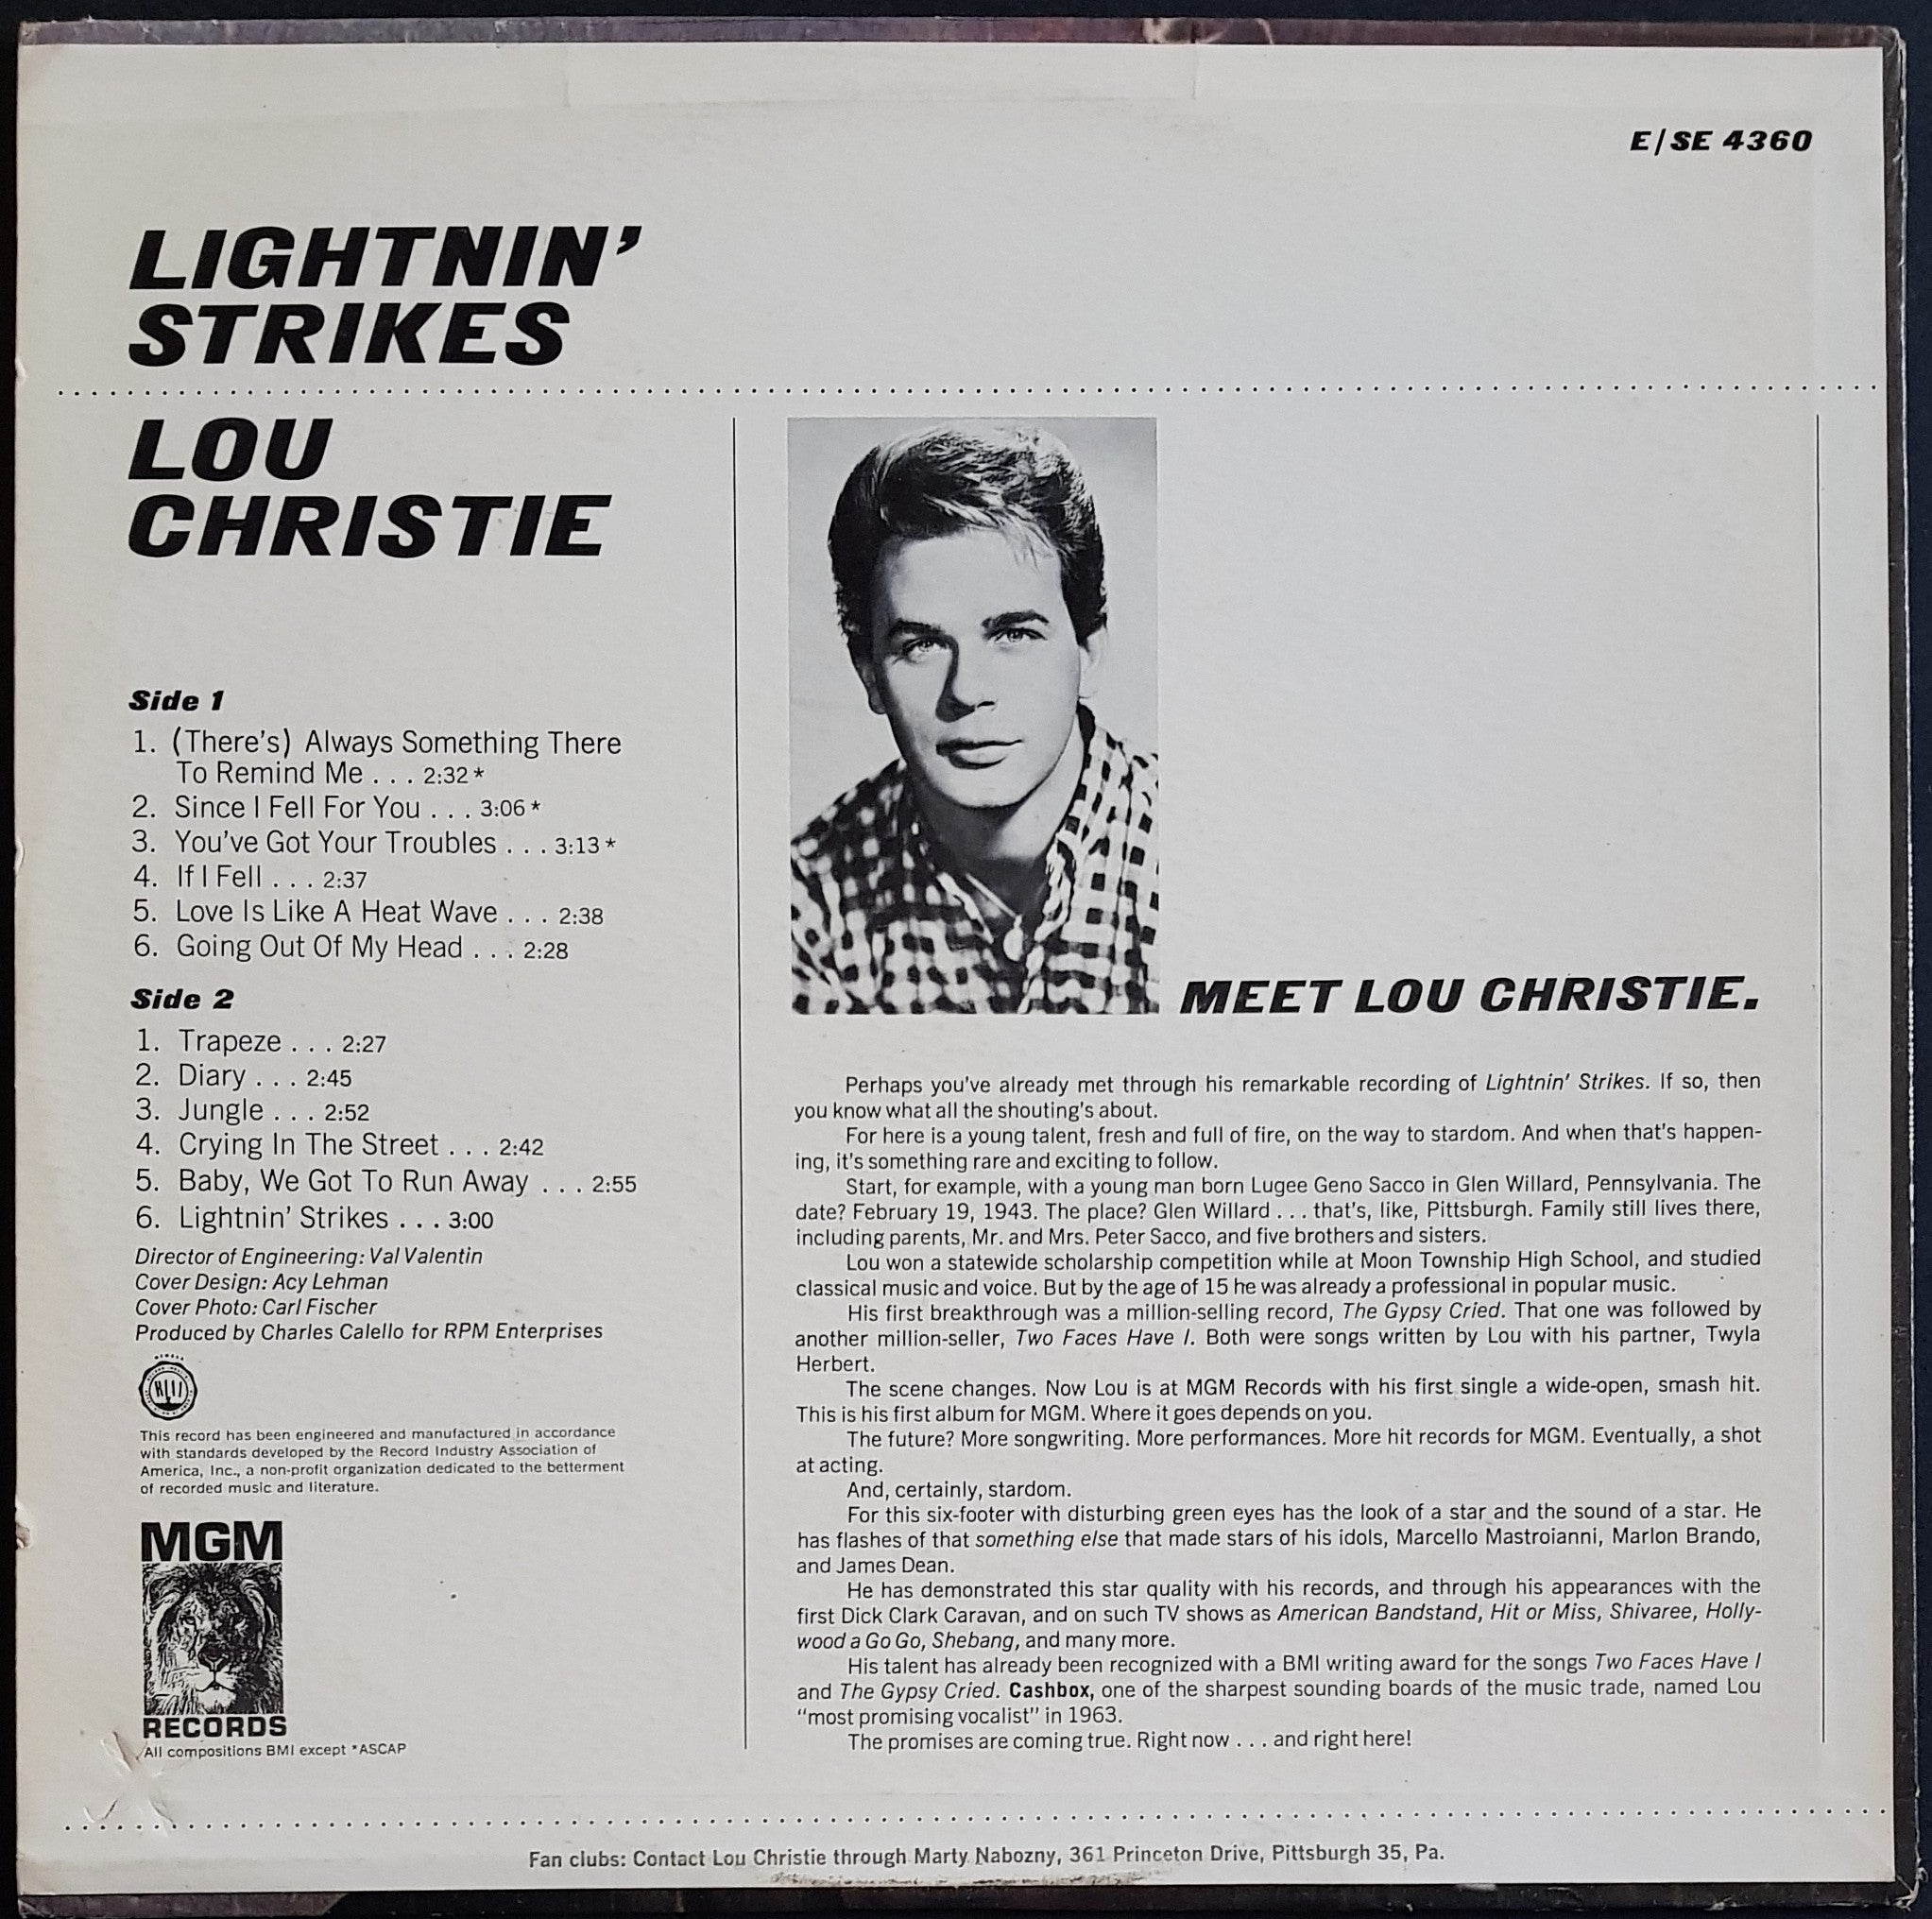 E/SE 4360
LIGHTNIN’
STRIKES
LOU
CHRISTIE
Side 1
1. (There’s) Always Something There
To Remind Me . . . 2:32*
2. Since I Fell For You . . . 3:06*
3. You’ve Got Your Troubles . . . 3:13*
4. If I Fell . . . 2:37
5. Love Is Like A Heat Wave . . . 2:38
6. Going Out Of My Head . . . 2:28
Side 2
1. Trapeze . . . 2:27
2. Diary . . . 2:45
3. Jungle . . . 2:52
4. Crying In The Street . . . 2:42
5. Baby, We Got To Run Away . . . 2:55
6. Lightnin’ Strikes . . . 3:00
Director of Engineering: Val Valentin
Cover Design: Acy Lehman
Cover Photo: Carl Fischer
Produced by Charles Calello for RPM Enterprises
This record has been engineered and manufactured in accordance
with standards developed by the Record Industry Association of
America, Inc., a non-profit organization dedicated to the betterment
of recorded music and literature.
MGM
RECORDS
All compositions BMI except *ASCAP
MEET LOU CHRISTIE.
Perhaps you’ve already met through his remarkable recording of Lightnin’ Strikes. If so, then
you know what all the shouting’s about.
For here is a young talent, fresh and full of fire, on the way to stardom. And when that’s happen-
ing, it’s something rare and exciting to follow.
Start, for example, with a young man born Lugee Geno Sacco in Glen Willard, Pennsylvania. The
date? February 19, 1943. The place? Glen Willard . . . that’s, like, Pittsburgh. Family still lives there,
including parents, Mr. and Mrs. Peter Sacco, and five brothers and sisters.
Lou won a statewide scholarship competition while at Moon Township High School, and studied
classical music and voice. But by the age of 15 he was already a professional in popular music.
His first breakthrough was a million-selling record, The Gypsy Cried. That one was followed by
another million-seller, Two Faces Have I. Both were songs written by Lou with his partner, Twyla
Herbert.
The scene changes. Now Lou is at MGM Records with his first single a wide-open, smash hit.
This is his first album for MGM. Where it goes depends on you.
The future? More songwriting. More performances. More hit records for MGM. Eventually, a shot
at acting.
And, certainly, stardom.
For this six-footer with disturbing green eyes has the look of a star and the sound of a star. He
has flashes of that something else that made stars of his idols, Marcello Mastroianni, Marlon Brando,
and James Dean.
He has demonstrated this star quality with his records, and through his appearances with the
first Dick Clark Caravan, and on such TV shows as American Bandstand, Hit or Miss, Shivaree, Holly-
wood a Go Go, Shebang, and many more.
His talent has already been recognized with a BMI writing award for the songs Two Faces Have I
and The Gypsy Cried. Cashbox, one of the sharpest sounding boards of the music trade, named Lou
“most promising vocalist” in 1963.
The promises are coming true. Right now . . . and right here!
Fan clubs: Contact Lou Christie through Marty Nabozny, 361 Princeton Drive, Pittsburgh 35, Pa.